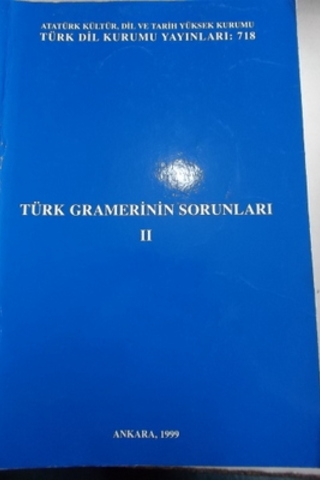 ATATÜRK KÜLTÜR, DİL VE TARİH YÜKSEK KURUMU
TÜRK DİL KURUMU YAYINLARI: 718
TÜRK GRAMERİNİN SORUNLARI
II
ANKARA, 1999